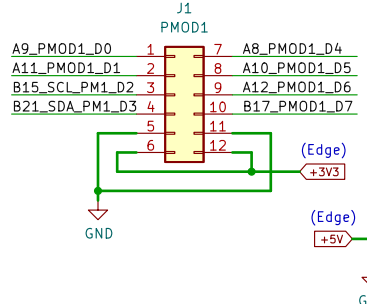 J1
PMOD1
A9_PMOD1_D0 1 7 A8_PMOD1_D4
A11_PMOD1_D1 2 8 A10_PMOD1_D5
B15_SCL_PM1_D2 3 9 A12_PMOD1_D6
B21_SDA_PM1_D3 4 10 B17_PMOD1_D7
5 11
6 12
(Edge)
+3V3
(Edge)
GND
+5V